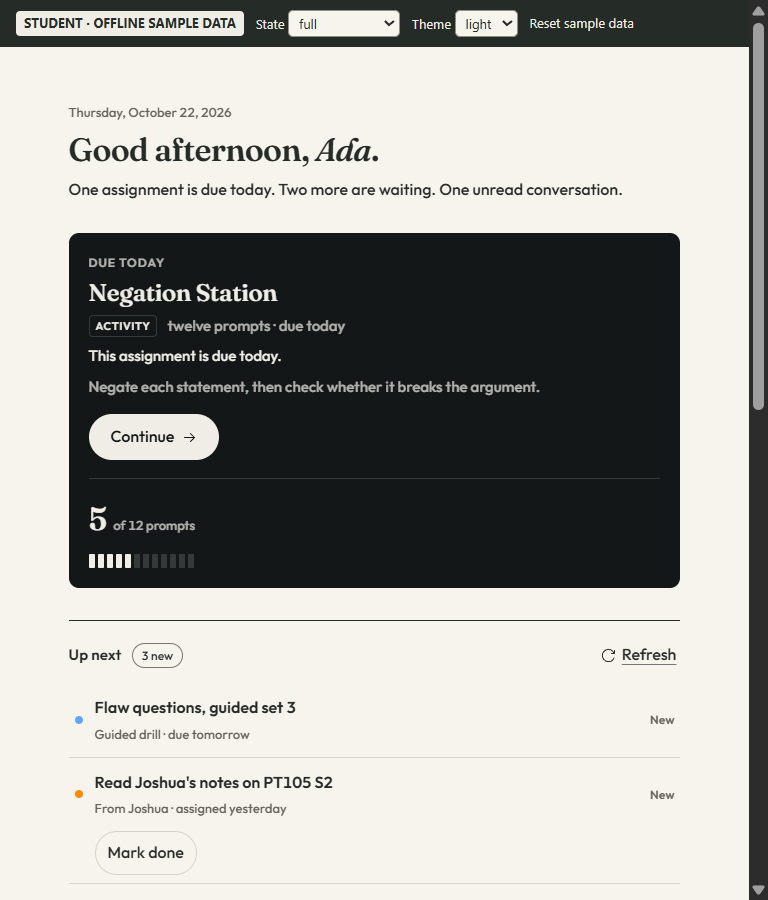 STUDENT · OFFLINE SAMPLE DATA State full Theme light Reset sample data
Thursday, October 22, 2026
Good afternoon, Ada.
One assignment is due today. Two more are waiting. One unread conversation.
DUE TODAY
Negation Station
ACTIVITY twelve prompts · due today
This assignment is due today.
Negate each statement, then check whether it breaks the argument.
Continue →
5 of 12 prompts
Up next 3 new Refresh
Flaw questions, guided set 3
New
Guided drill · due tomorrow
Read Joshua's notes on PT105 S2
New
From Joshua · assigned yesterday
Mark done